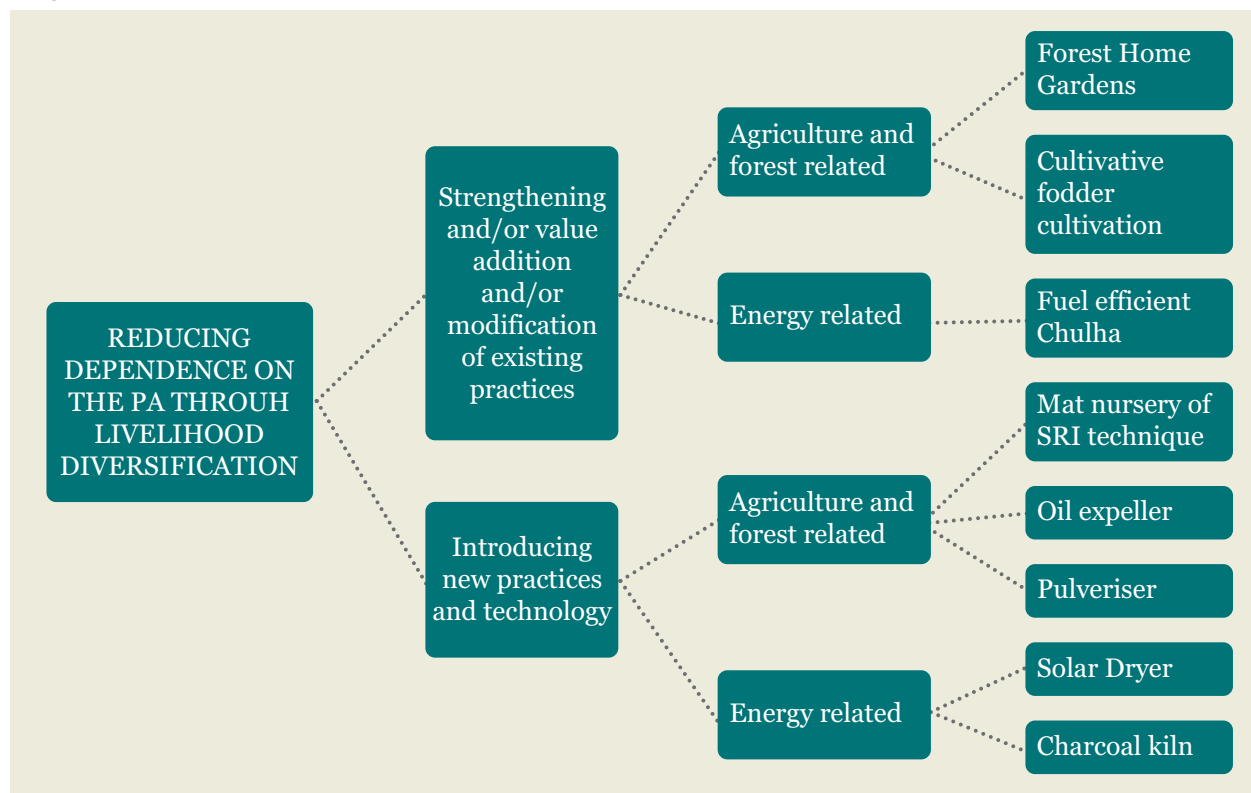 REDUCING
DEPENDENCE ON
THE PA THROUH
LIVELIHOOD
DIVERSIFICATION
Strengthening
and/or value
addition
and/or
modification
of existing
practices
Agriculture and
forest related
Forest Home
Gardens
Cultivative
fodder
cultivation
Energy related
Fuel efficient
Chulha
Introducing
new practices
and technology
Agriculture and
forest related
Mat nursery of
SRI technique
Oil expeller
Pulveriser
Energy related
Solar Dryer
Charcoal kiln